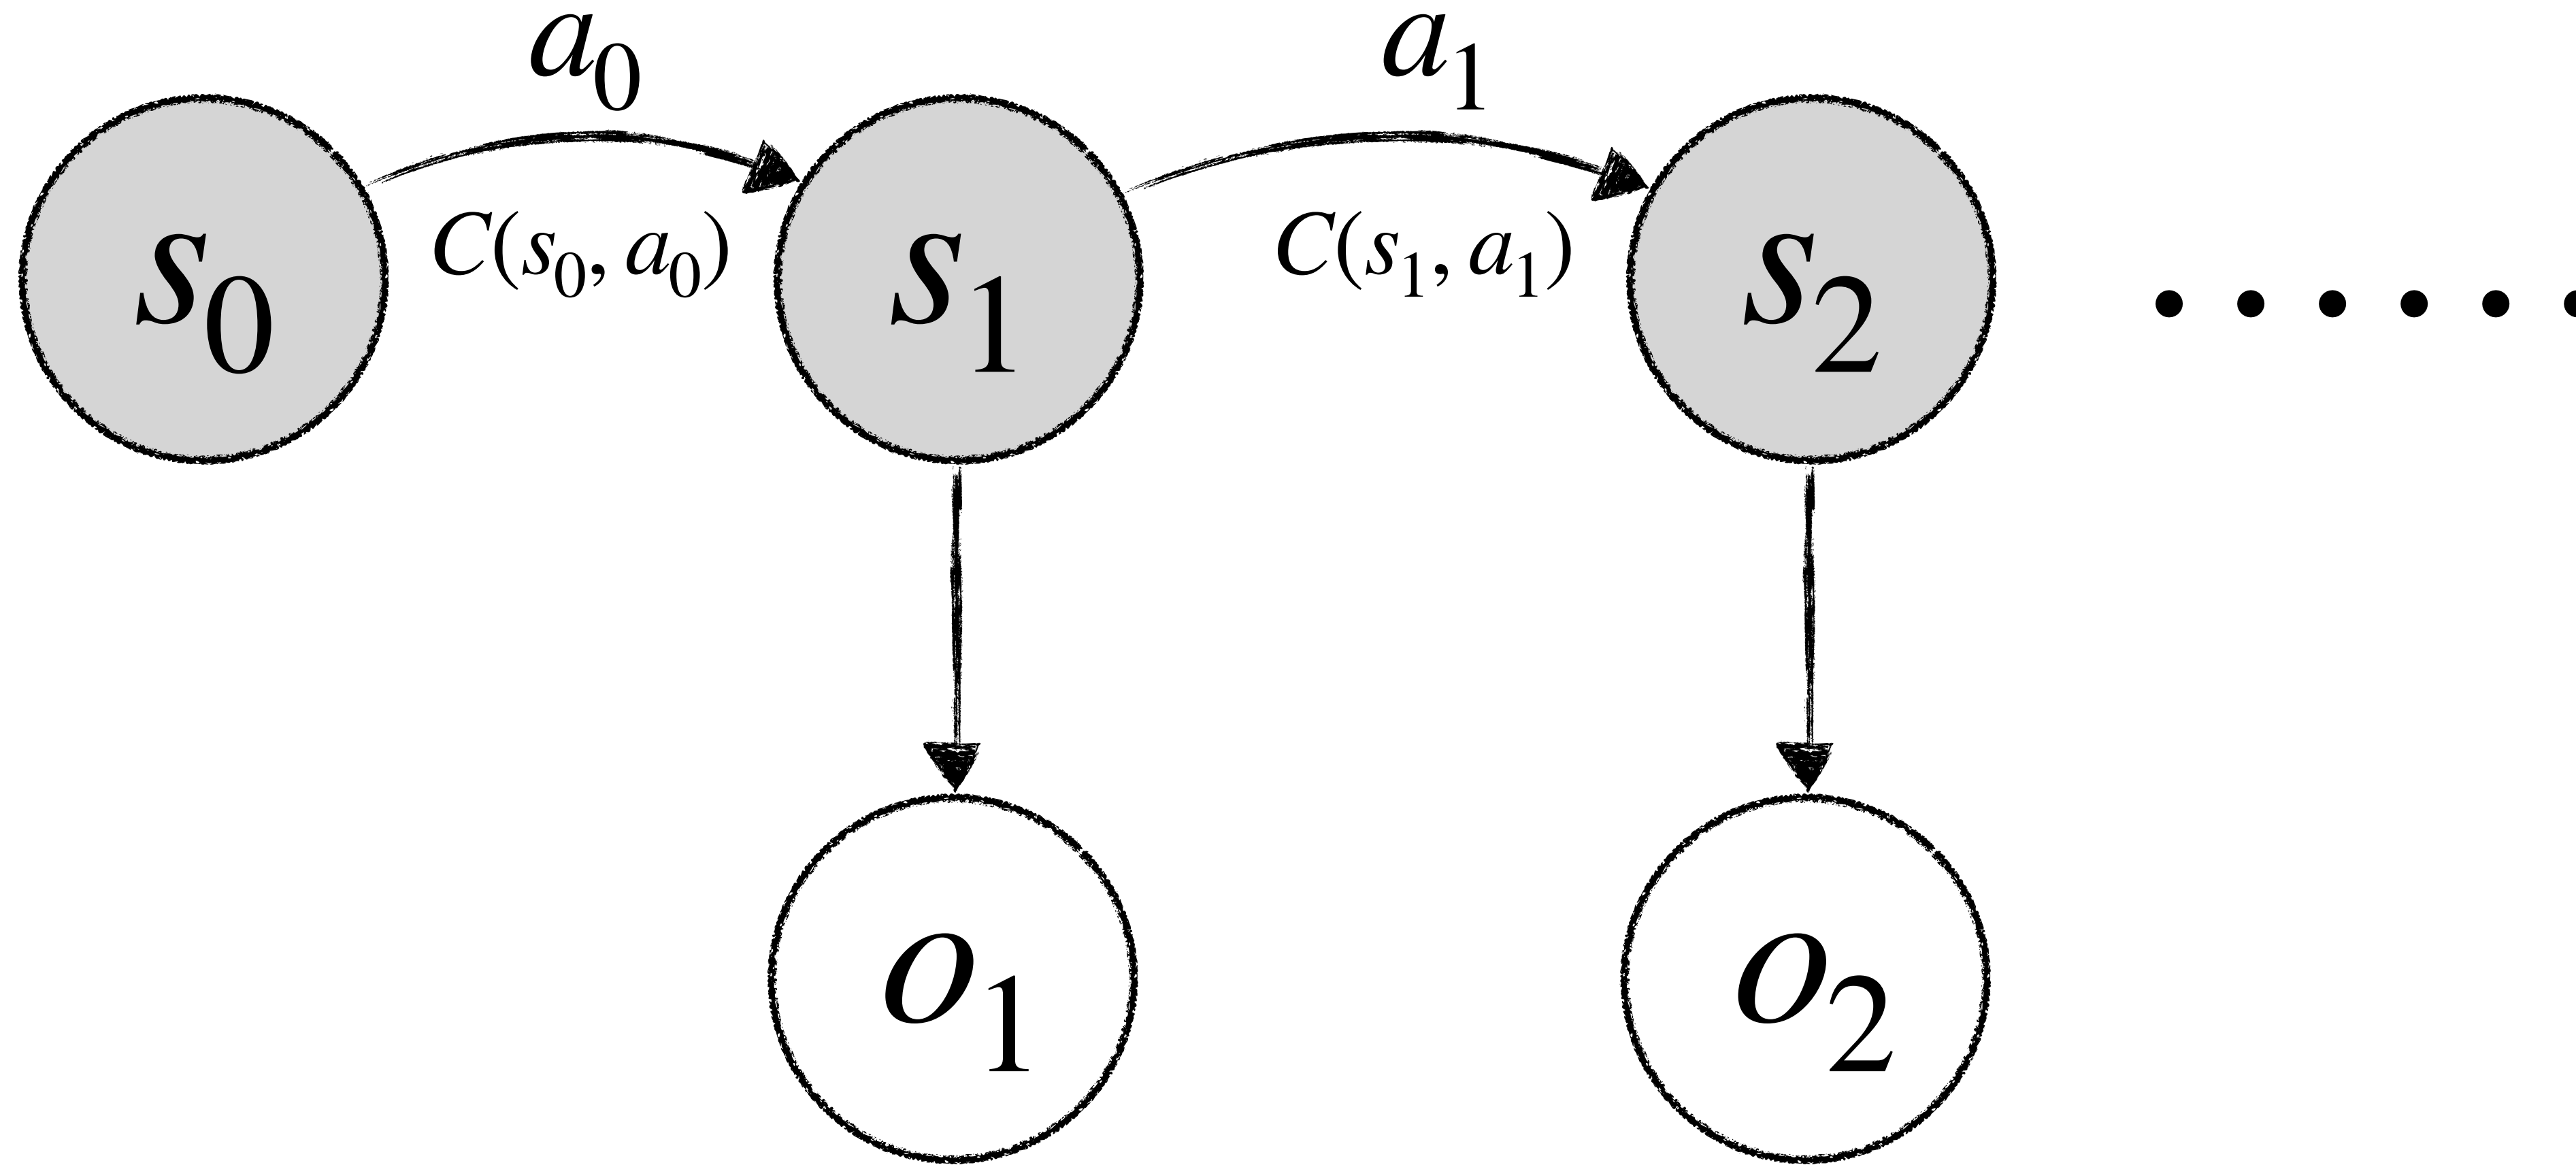 a₀ a₁
s₀ C(s₀, a₀) s₁ C(s₁, a₁) s₂ ......
o₁ o₂